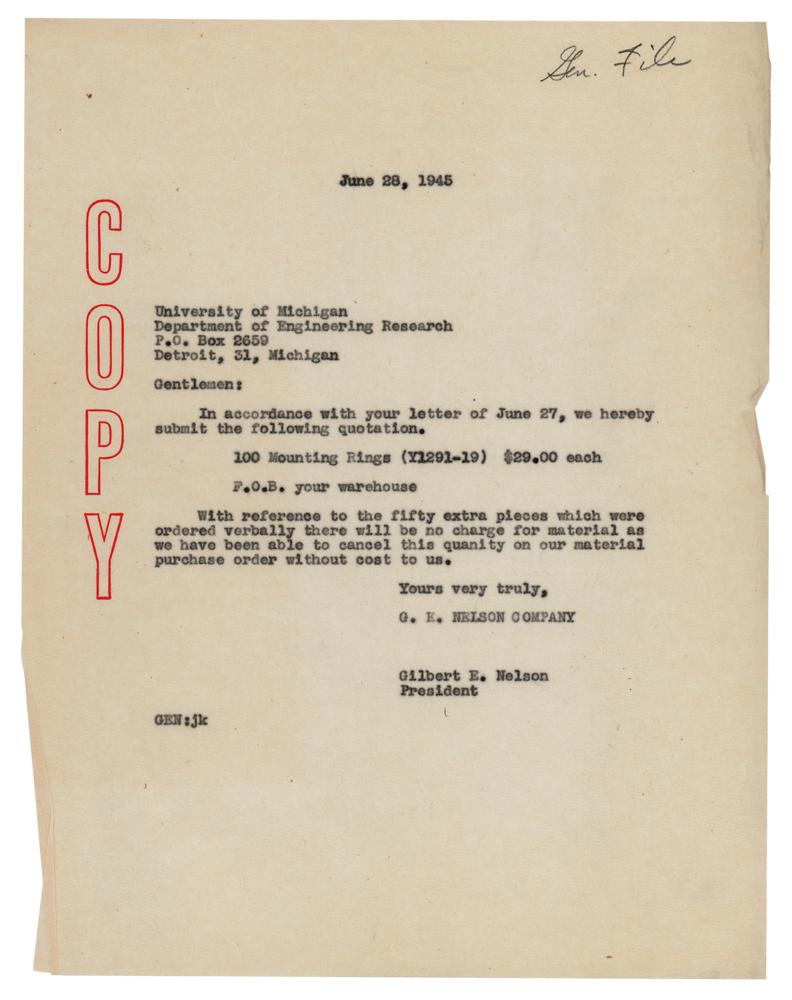 Gen. File
June 28, 1945
COPY
University of Michigan
Department of Engineering Research
P.O. Box 2659
Detroit, 31, Michigan
Gentlemen:
In accordance with your letter of June 27, we hereby
submit the following quotation.
100 Mounting Rings (Y1291-19) $29.00 each
F.O.B. your warehouse
With reference to the fifty extra pieces which were
ordered verbally there will be no charge for material as
we have been able to cancel this quanity on our material
purchase order without cost to us.
Yours very truly,
G. E. NELSON COMPANY
Gilbert E. Nelson
President
GEN:jk